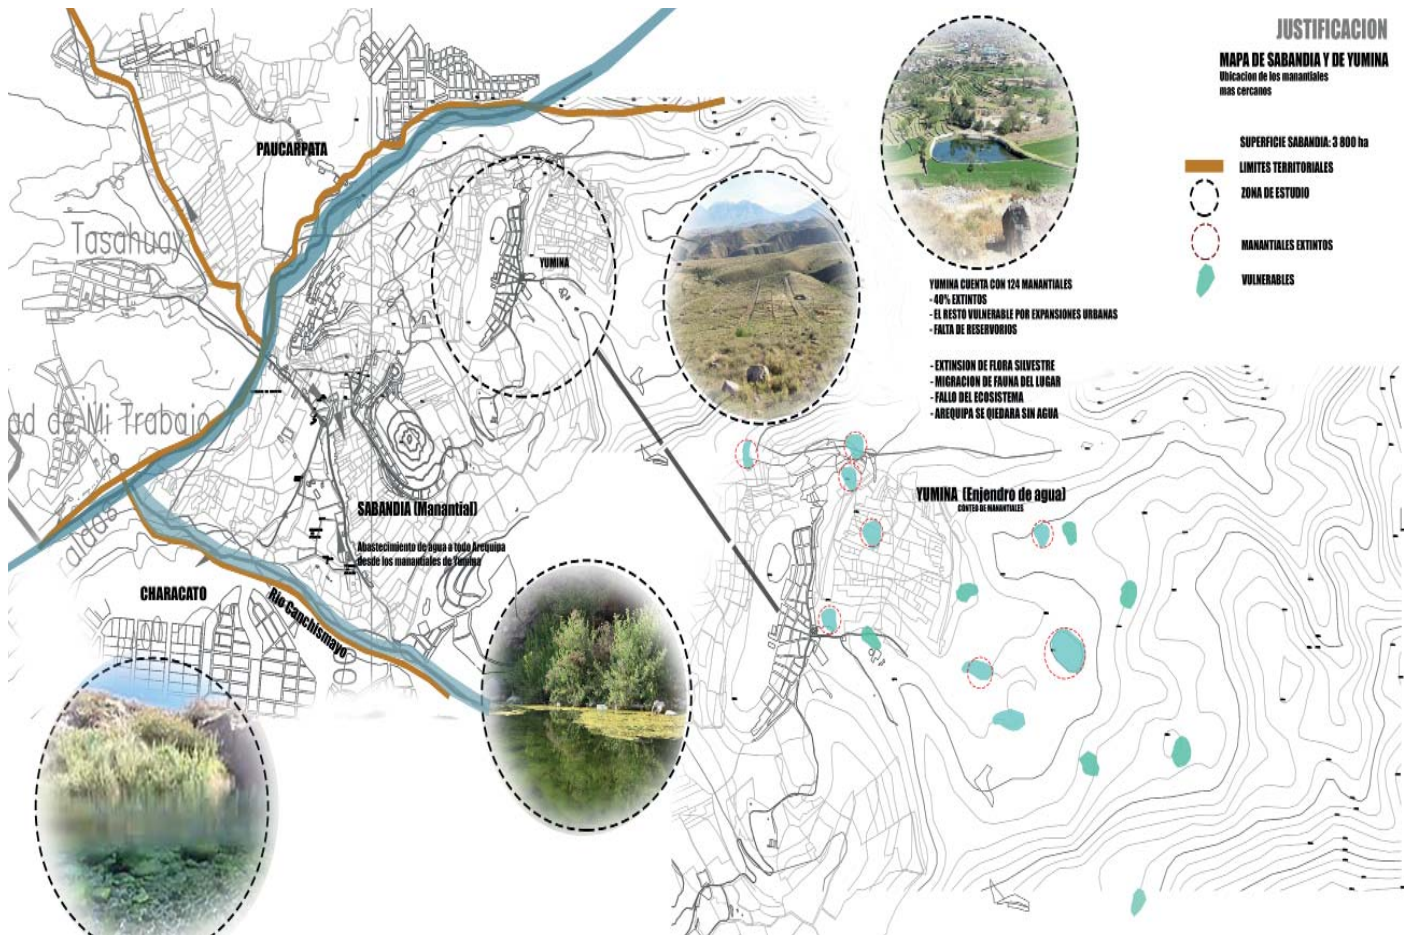 JUSTIFICACION
MAPA DE SABANDIA Y DE YUMINA
Ubicacion de los manantiales
mas cercanos
SUPERFICIE SABANDIA: 3 800 ha
LIMITES TERRITORIALES
ZONA DE ESTUDIO
MANANTIALES EXTINTOS
VULNERABLES
PAUCARPATA
Tasahuay
YUMINA
YUMINA CUENTA CON 124 MANANTIALES
- 40% EXTINTOS
- EL RESTO VULNERABLE POR EXPANSIONES URBANAS
- FALTA DE RESERVORIOS
- EXTINSION DE FLORA SILVESTRE
- MIGRACION DE FAUNA DEL LUGAR
- FALLO DEL ECOSISTEMA
- AREQUIPA SE QIEDARA SIN AGUA
ad de Mi Trabajo
SABANDIA (Manantial)
Abastecimiento de agua a todo Arequipa
desde los manantiales de Yumina
YUMINA (Enjendro de agua)
CONTEO DE MANANTIALES
CHARACATO
Rio Canchismayo